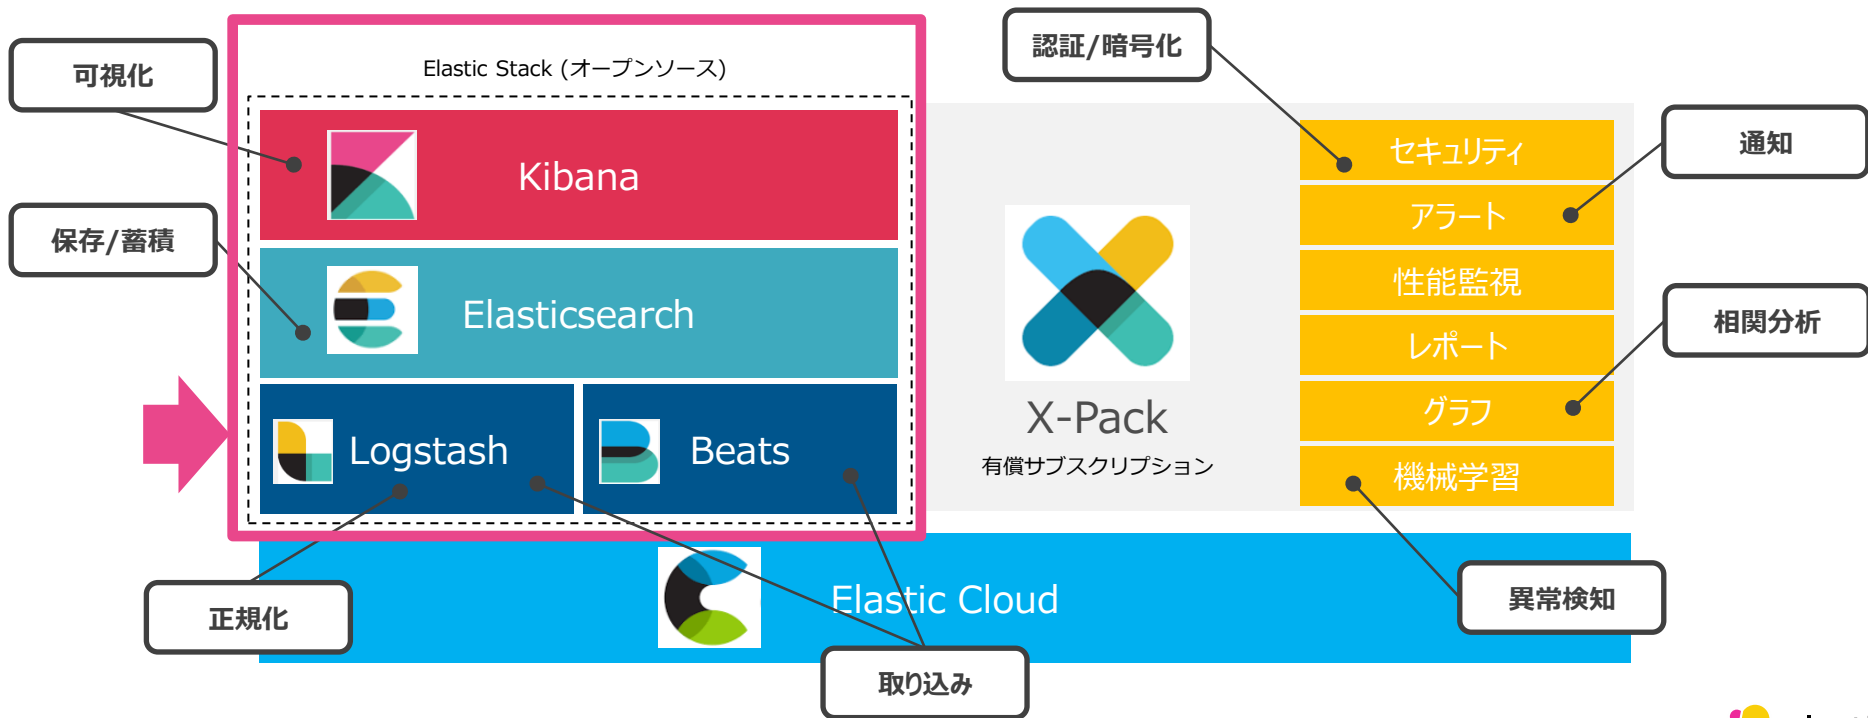 可視化
Elastic Stack (オープンソース)
認証/暗号化
通知
Kibana
セキュリティ
アラート
保存/蓄積
Elasticsearch
性能監視
レポート
相関分析
X-Pack
有償サブスクリプション
グラフ
機械学習
Logstash
Beats
正規化
Elastic Cloud
異常検知
取り込み